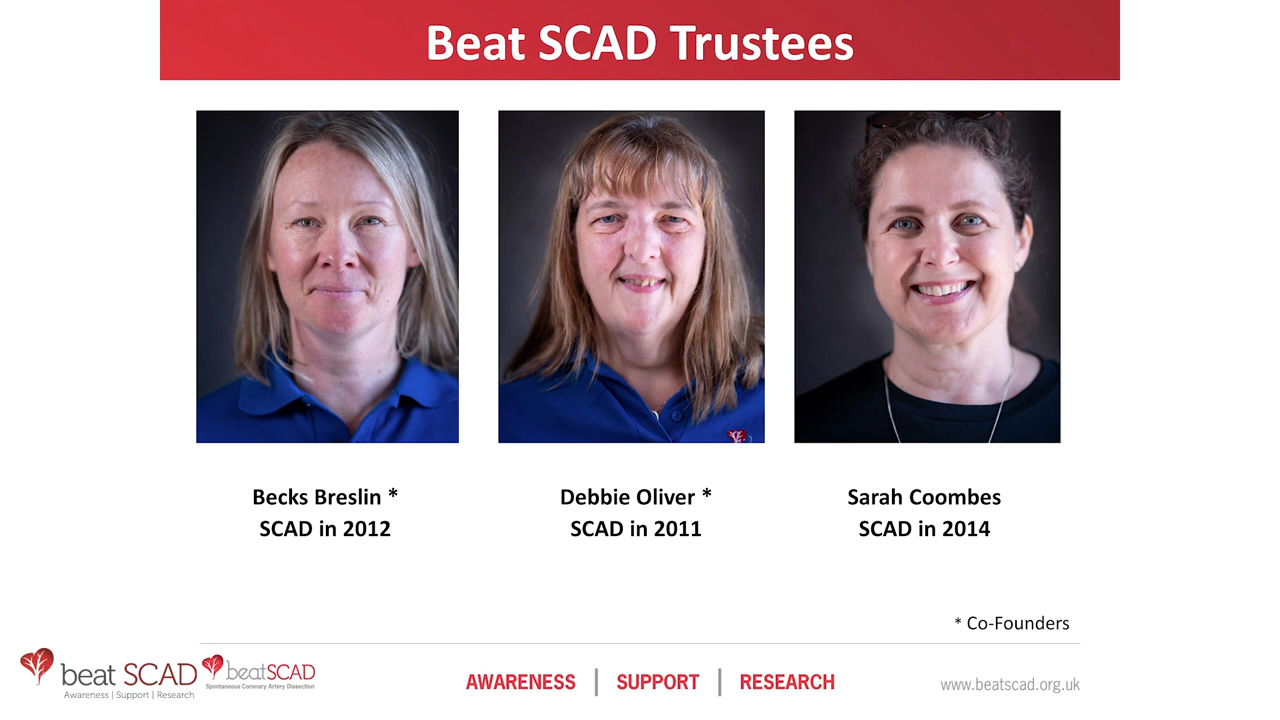 Beat SCAD Trustees
Becks Breslin *
SCAD in 2012
Debbie Oliver *
SCAD in 2011
Sarah Coombes
SCAD in 2014
* Co-Founders
beat SCAD
Awareness | Support | Research
beatSCAD
Spontaneous Coronary Artery Dissection
AWARENESS | SUPPORT | RESEARCH
www.beatscad.org.uk